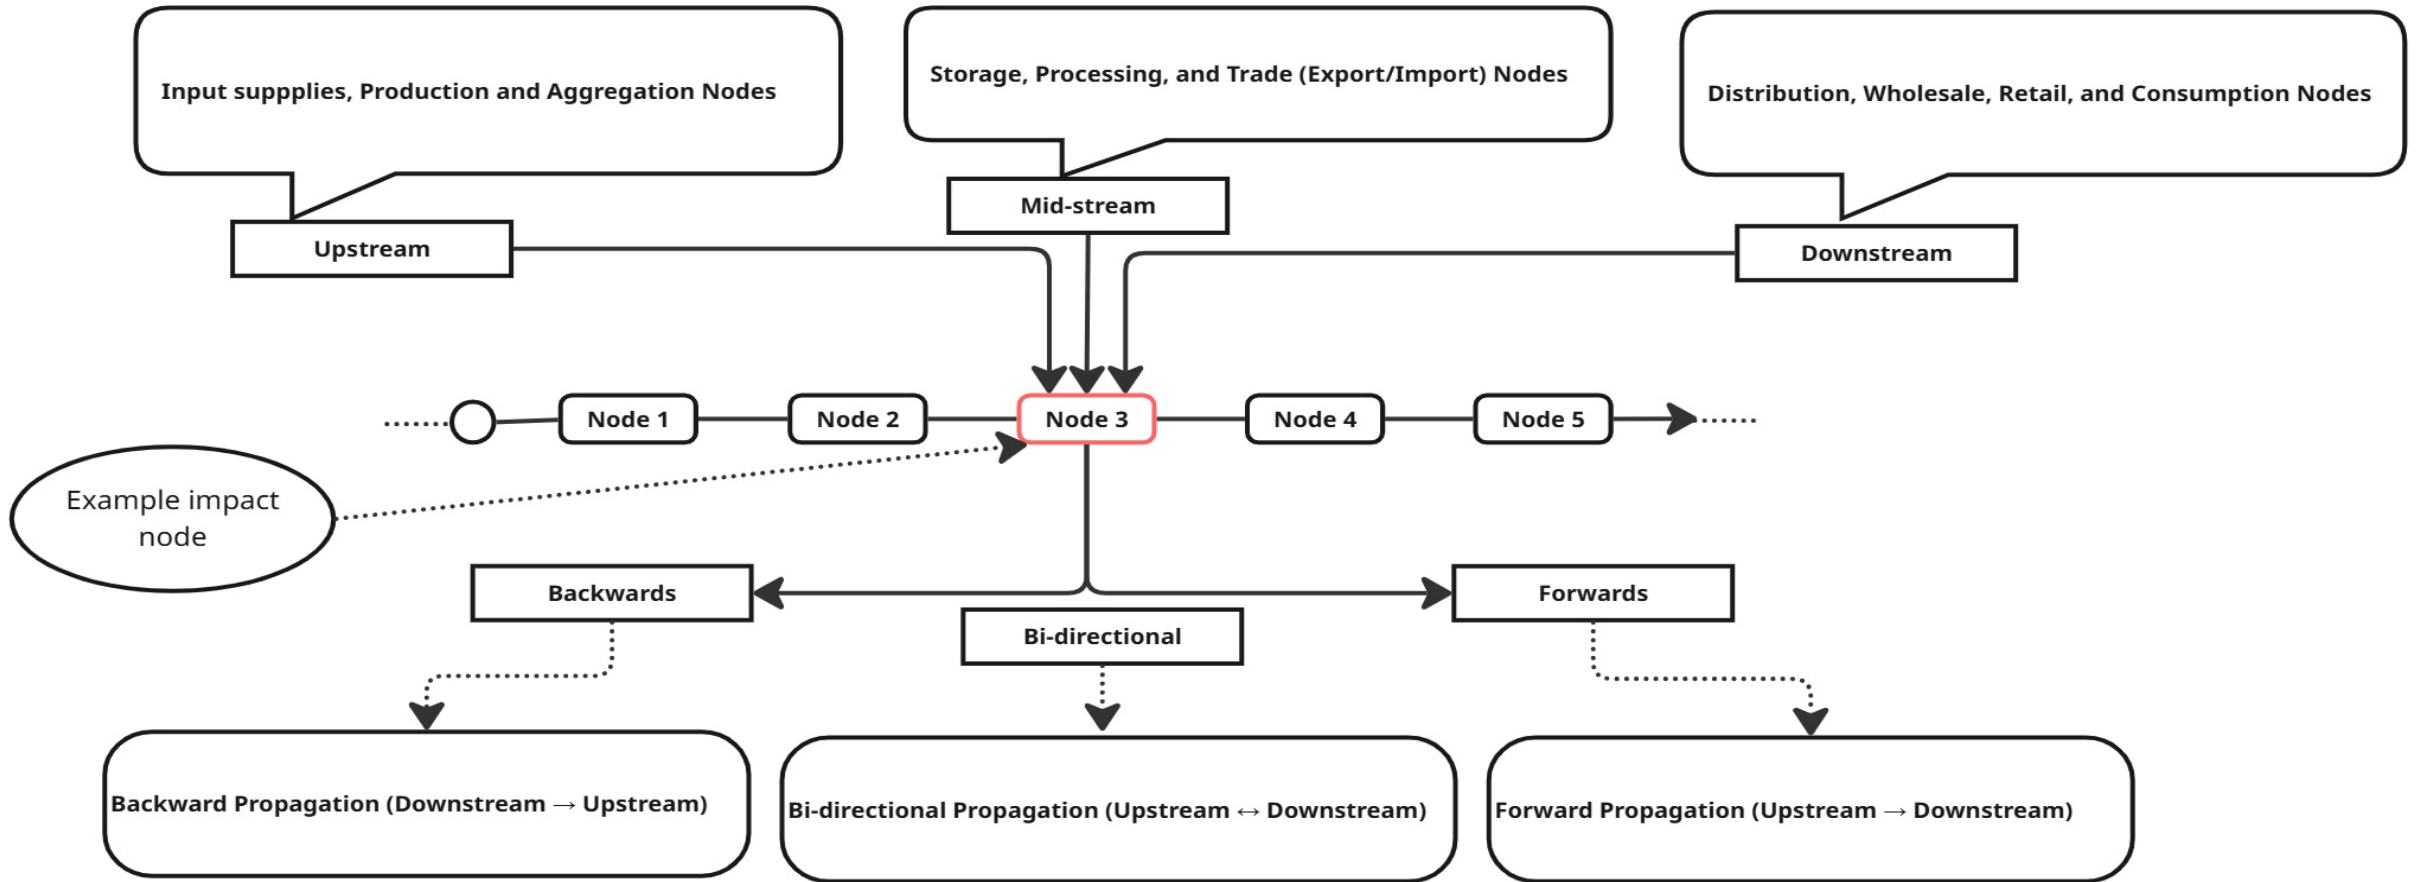 Input suppplies, Production and Aggregation Nodes
Storage, Processing, and Trade (Export/Import) Nodes
Distribution, Wholesale, Retail, and Consumption Nodes
Upstream
Mid-stream
Downstream
Node 1
Node 2
Node 3
Node 4
Node 5
Example impact
node
Backwards
Bi-directional
Forwards
Backward Propagation (Downstream → Upstream)
Bi-directional Propagation (Upstream ↔ Downstream)
Forward Propagation (Upstream → Downstream)